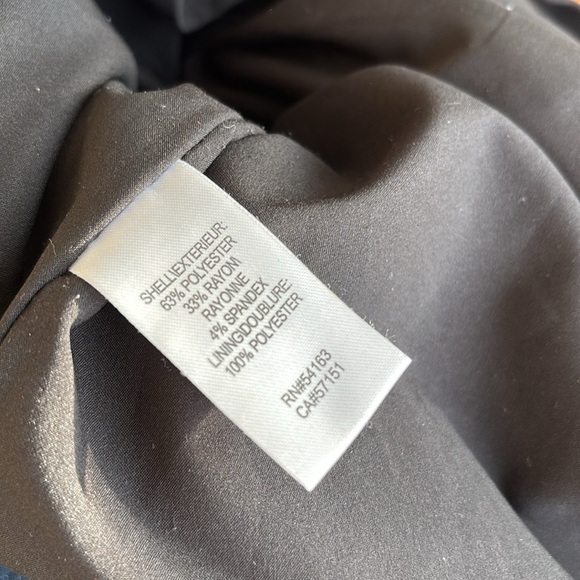 SHELL|EXTERIEUR:
63% POLYESTER
33% RAYON|
RAYONNE
4% SPANDEX
LINING|DOUBLURE:
100% POLYESTER
RN#54163
CA#57151